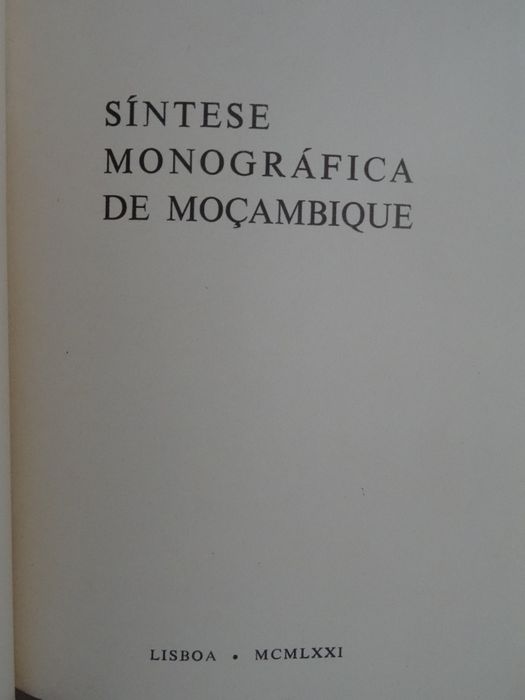 SÍNTESE
MONOGRÁFICA
DE MOÇAMBIQUE
LISBOA • MCMLXXI